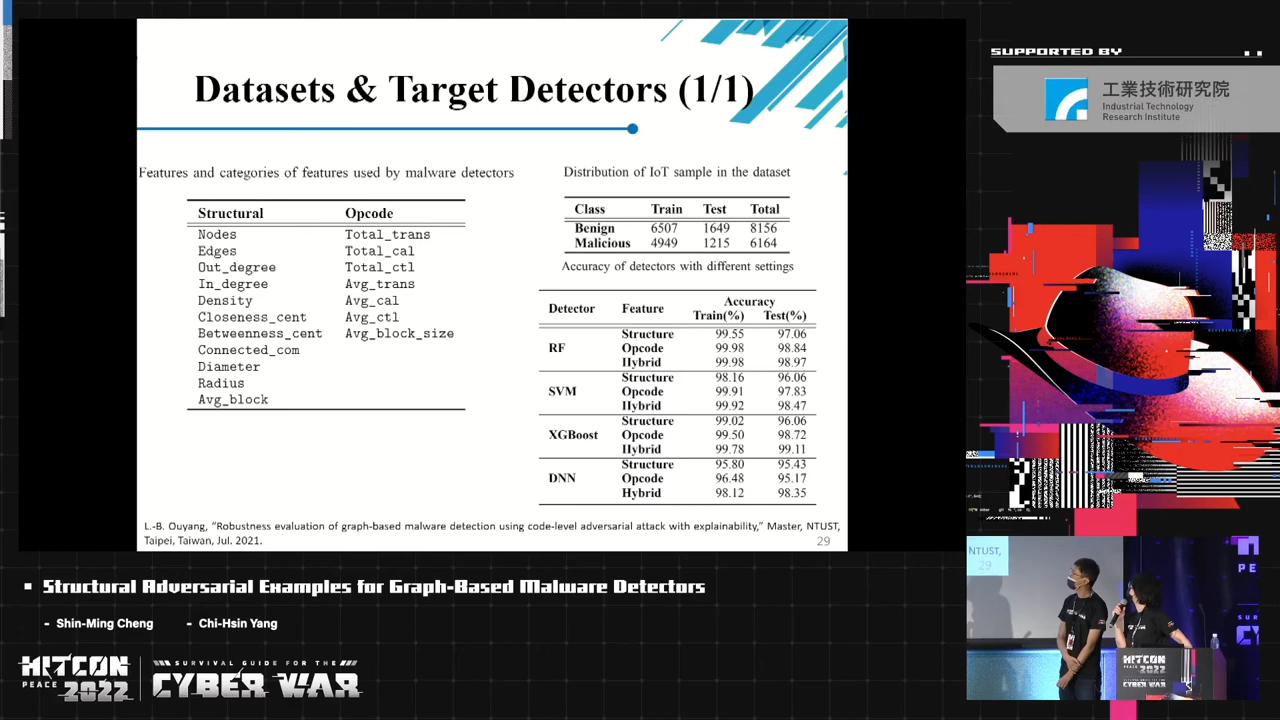 Datasets & Target Detectors (1/1)
Features and categories of features used by malware detectors
Structural Opcode
Nodes Total_trans
Edges Total_cal
Out_degree Total_ctl
In_degree Avg_trans
Density Avg_cal
Closeness_cent Avg_ctl
Betweenness_cent Avg_block_size
Connected_com
Diameter
Radius
Avg_block
Distribution of IoT sample in the dataset
Class Train Test Total
Benign 6507 1649 8156
Malicious 4949 1215 6164
Accuracy of detectors with different settings
Detector Feature Accuracy
Train(%) Test(%)
RF
Structure 99.55 97.06
Opcode 99.98 98.84
Hybrid 99.98 98.97
SVM
Structure 98.16 96.06
Opcode 99.91 97.83
Hybrid 99.92 98.47
XGBoost
Structure 99.02 96.06
Opcode 99.50 98.72
Hybrid 99.78 99.11
DNN
Structure 95.80 95.43
Opcode 96.48 95.17
Hybrid 98.12 98.35
L.-B. Ouyang, “Robustness evaluation of graph-based malware detection using code-level adversarial attack with explainability,” Master, NTUST,
Taipei, Taiwan, Jul. 2021.
29
SUPPORTED BY
工業技術研究院
Industrial Technology
Research Institute
Structural Adversarial Examples for Graph-Based Malware Detectors
- Shin-Ming Cheng - Chi-Hsin Yang
HITCON
PEACE 2022
SURVIVAL GUIDE FOR THE
CYBER WAR
NTUST,
29
HITCON
2022
CYBER WAR